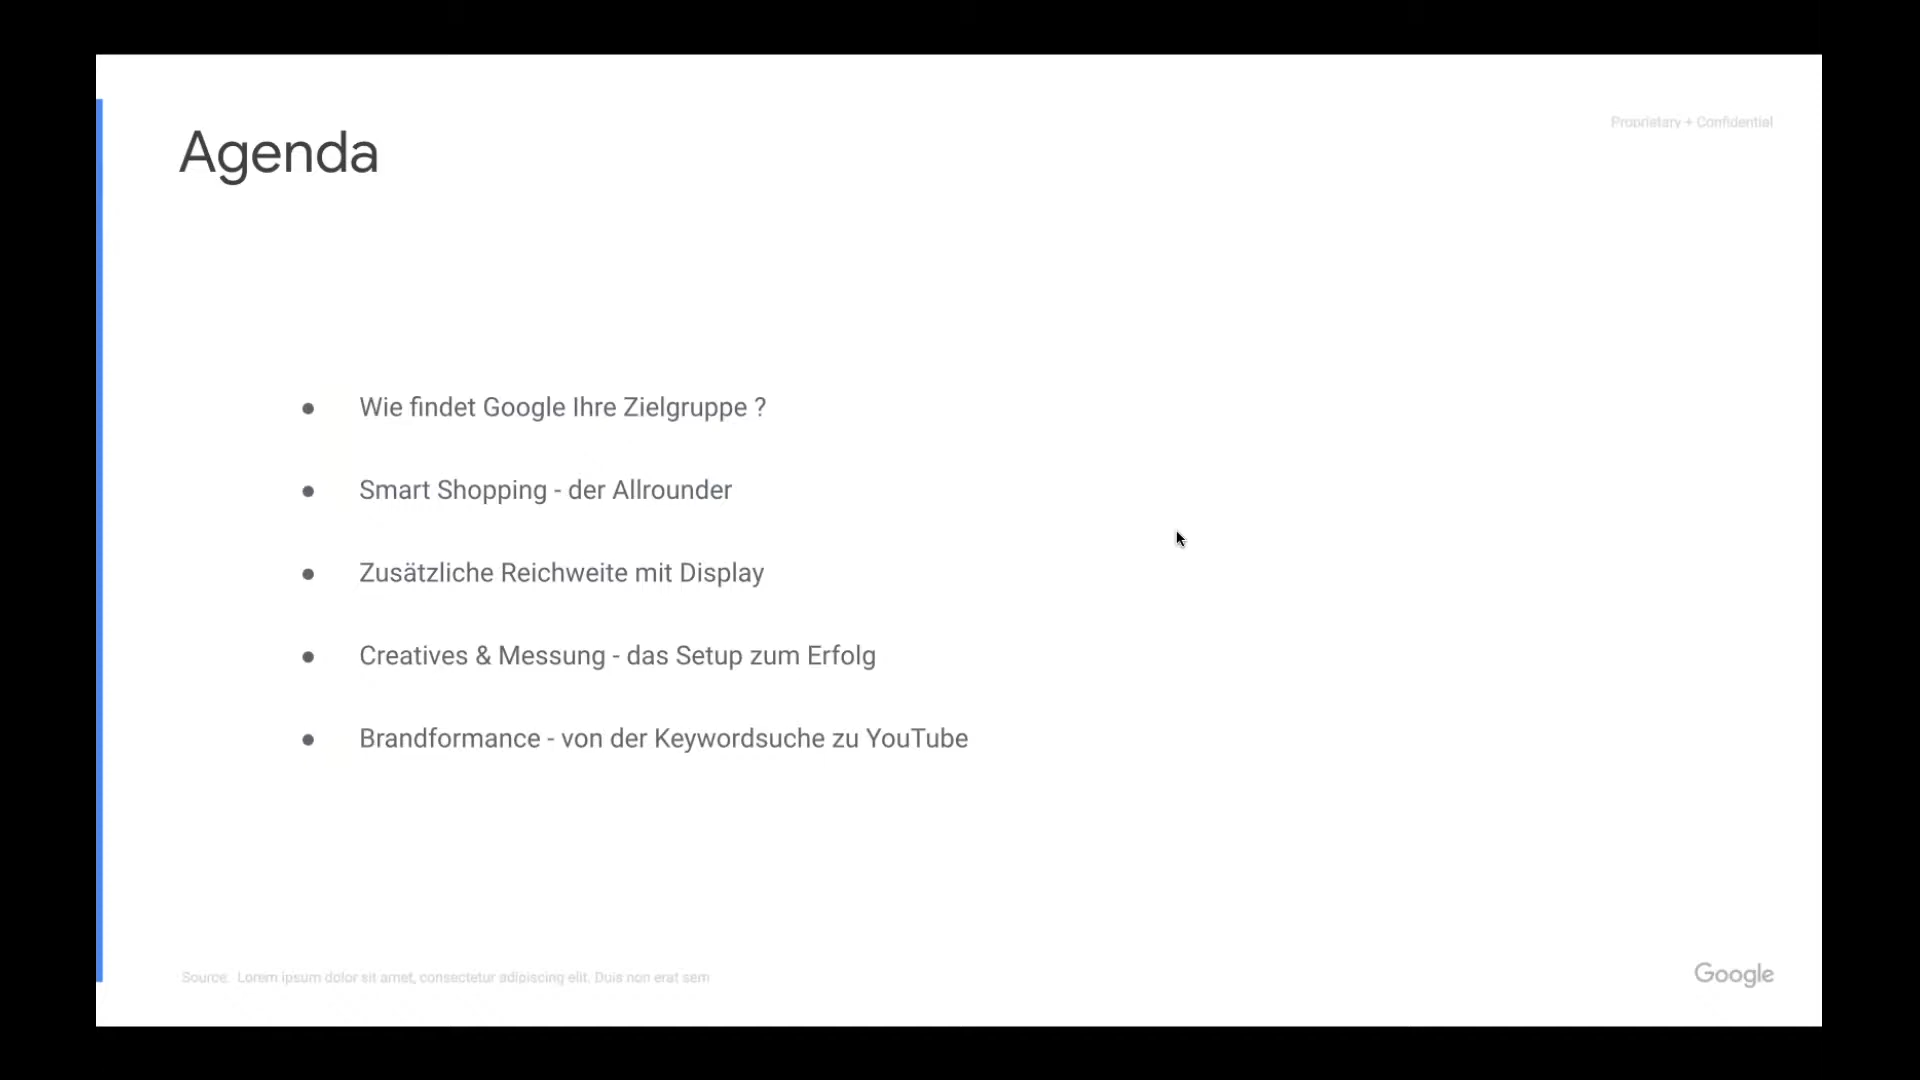 Proprietary + Confidential
Agenda
● Wie findet Google Ihre Zielgruppe ?
● Smart Shopping - der Allrounder
● Zusätzliche Reichweite mit Display
● Creatives & Messung - das Setup zum Erfolg
● Brandformance - von der Keywordsuche zu YouTube
Source: Lorem ipsum dolor sit amet, consectetur adipiscing elit. Duis non erat sem
Google